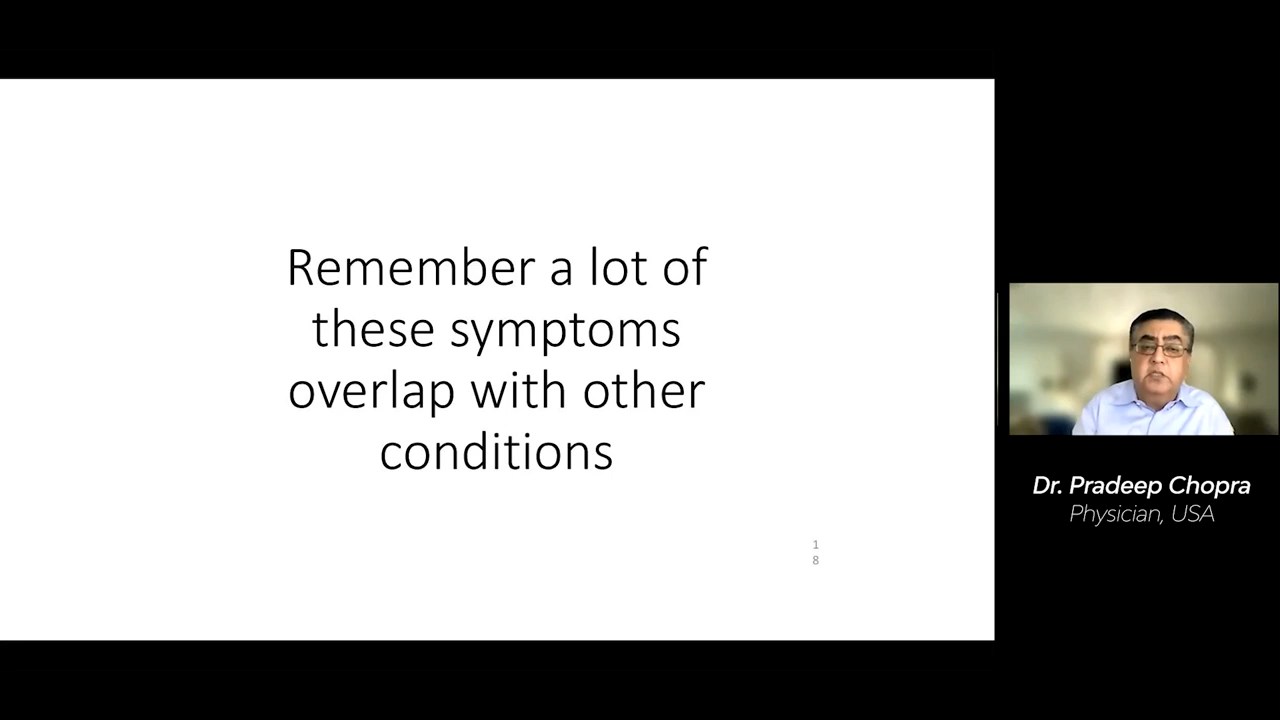 Remember a lot of
these symptoms
overlap with other
conditions
1
8
Dr. Pradeep Chopra
Physician, USA